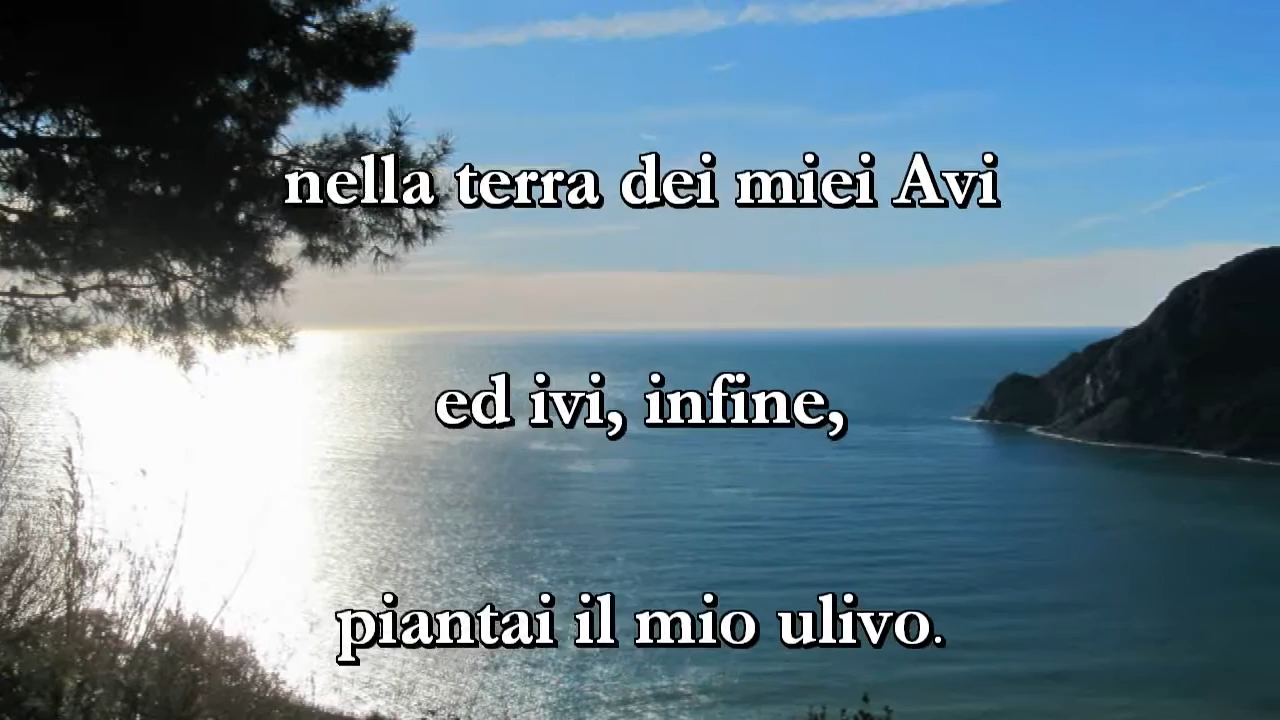 nella terra dei miei Avi
ed ivi, infine,
piantai il mio ulivo.